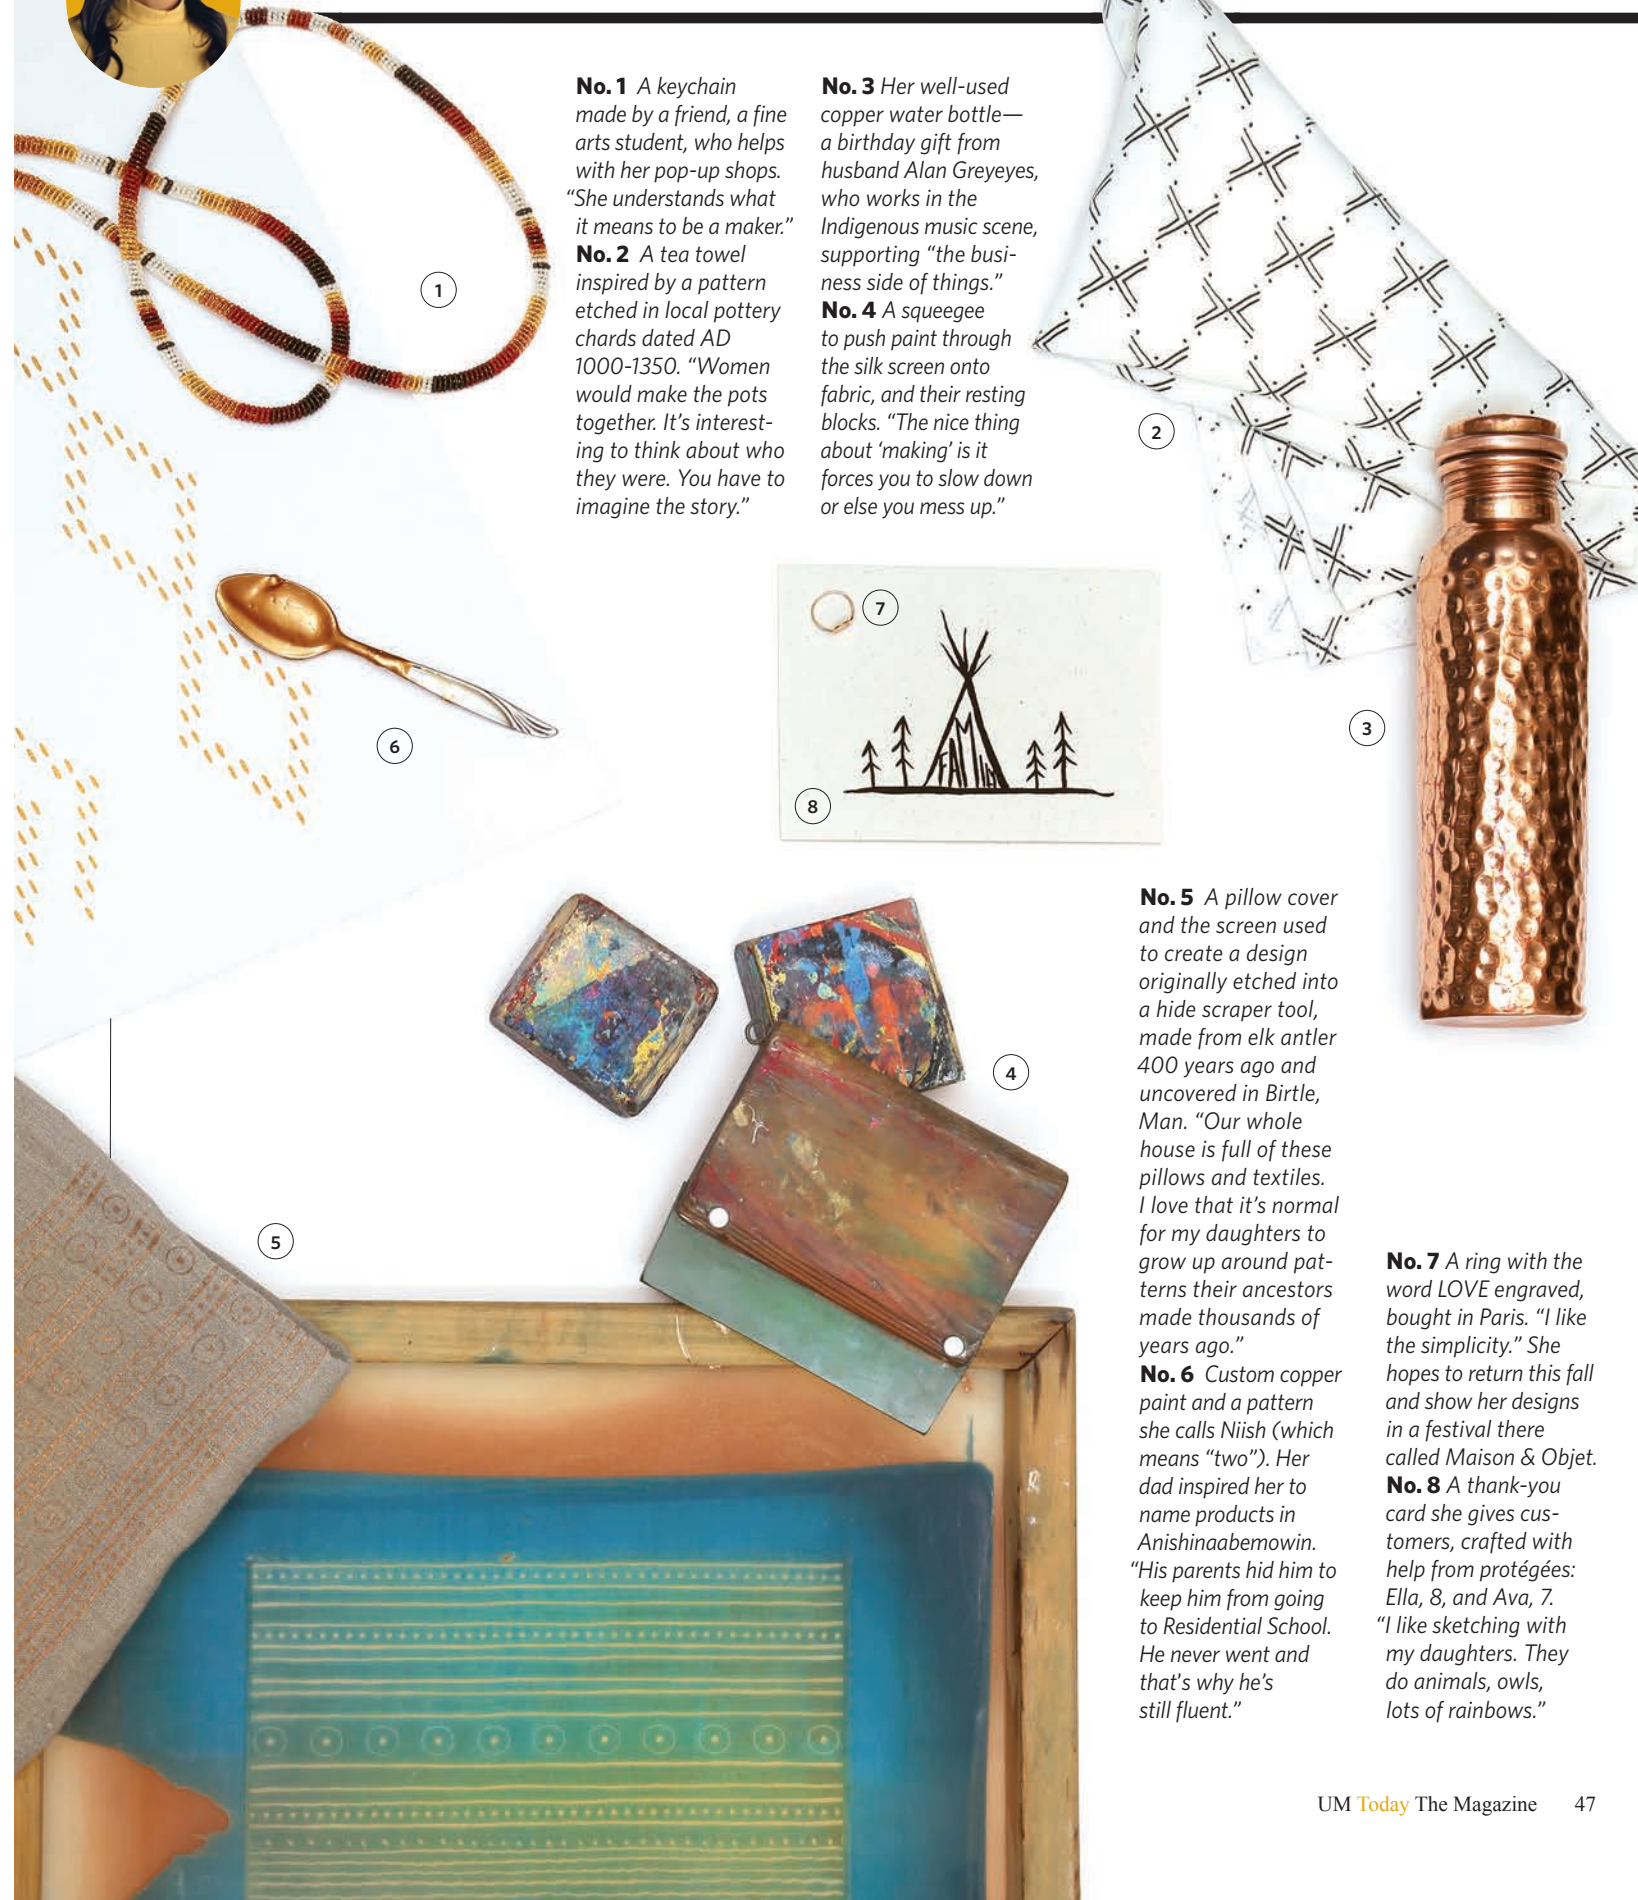 No. 1 A keychain
made by a friend, a fine
arts student, who helps
with her pop-up shops.
“She understands what
it means to be a maker.”
No. 2 A tea towel
inspired by a pattern
etched in local pottery
chards dated AD
1000-1350. “Women
would make the pots
together. It’s interest-
ing to think about who
they were. You have to
imagine the story.”
No. 3 Her well-used
copper water bottle—
a birthday gift from
husband Alan Greyeyes,
who works in the
Indigenous music scene,
supporting “the busi-
ness side of things.”
No. 4 A squeegee
to push paint through
the silk screen onto
fabric, and their resting
blocks. “The nice thing
about ‘making’ is it
forces you to slow down
or else you mess up.”
1
2
3
6
7
FAMILY
8
4
5
No. 5 A pillow cover
and the screen used
to create a design
originally etched into
a hide scraper tool,
made from elk antler
400 years ago and
uncovered in Birtle,
Man. “Our whole
house is full of these
pillows and textiles.
I love that it’s normal
for my daughters to
grow up around pat-
terns their ancestors
made thousands of
years ago.”
No. 6 Custom copper
paint and a pattern
she calls Niish (which
means “two”). Her
dad inspired her to
name products in
Anishinaabemowin.
“His parents hid him to
keep him from going
to Residential School.
He never went and
that's why he’s
still fluent.”
No. 7 A ring with the
word LOVE engraved,
bought in Paris. “I like
the simplicity.” She
hopes to return this fall
and show her designs
in a festival there
called Maison & Objet.
No. 8 A thank-you
card she gives cus-
tomers, crafted with
help from protégées:
Ella, 8, and Ava, 7.
“I like sketching with
my daughters. They
do animals, owls,
lots of rainbows.”
UM Today The Magazine 47